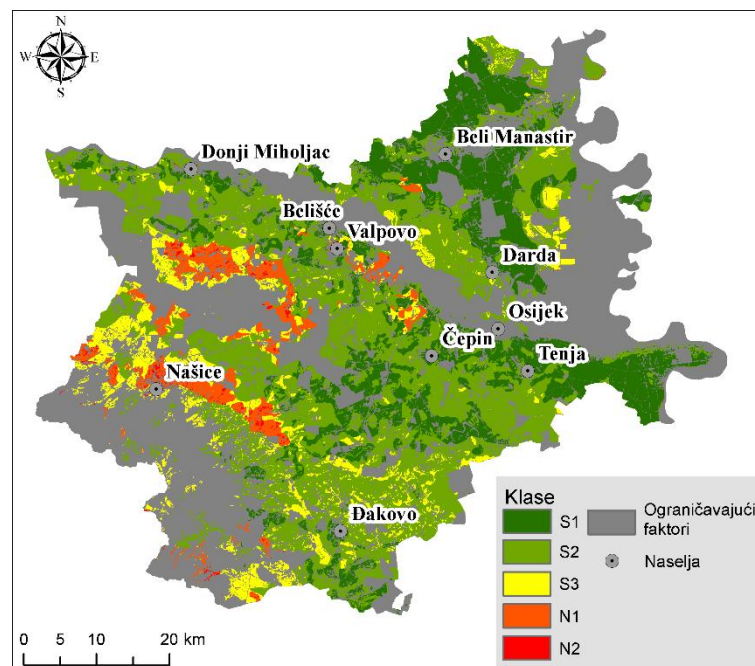 N
W E
S
Beli Manastir
Donji Miholjac
Belišće
Valpovo
Darda
Osijek
Čepin
Tenja
Našice
Đakovo
Klase
S1
S2
S3
N1
N2
Ograničavajući
faktori
Naselja
0 5 10 20 km